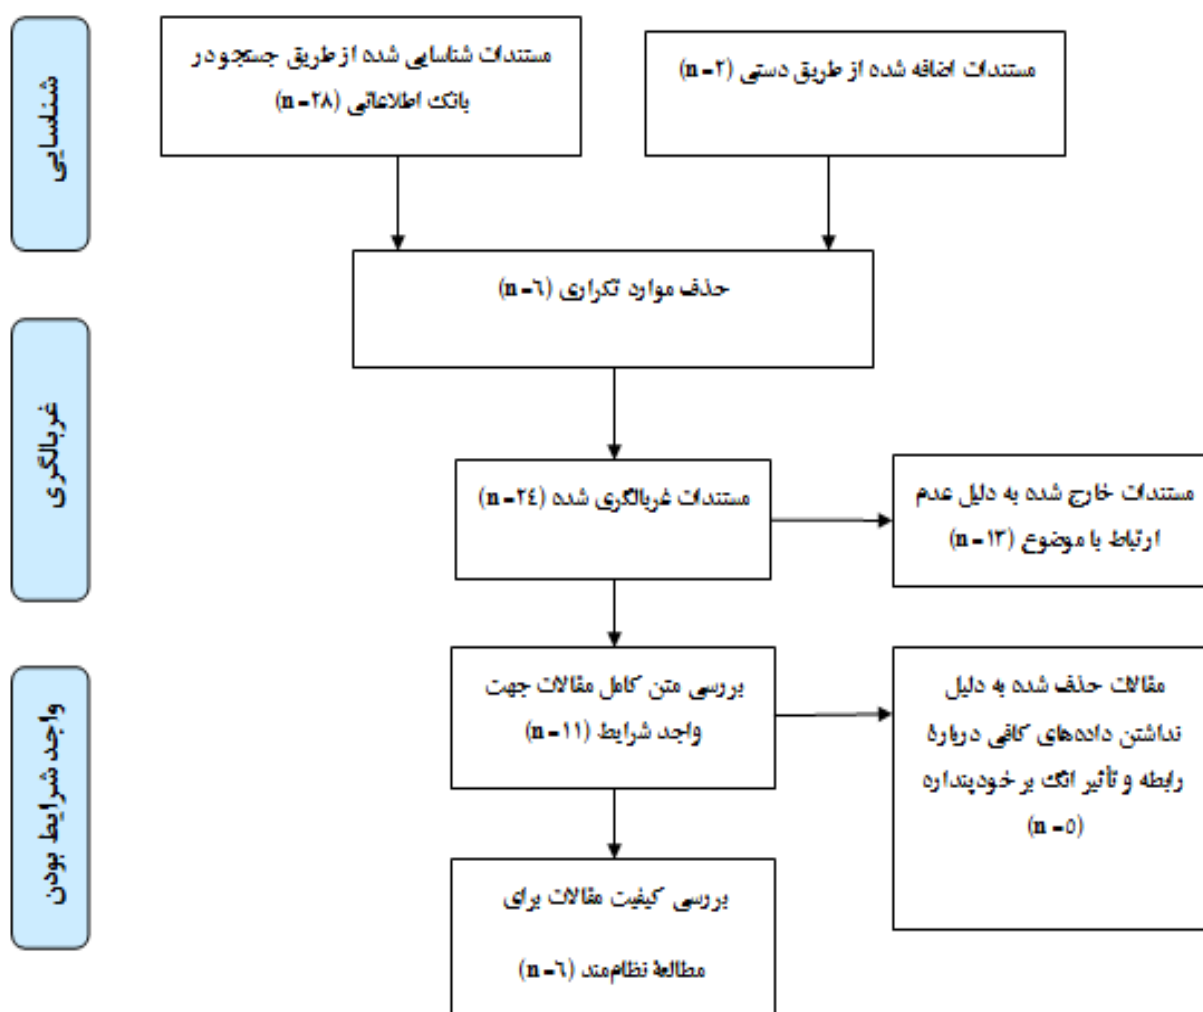 شناسایی
مستندات اضافه شده از طریق دستی (n=۲)
مستندات شناسایی شده از طریق جستجو در
بانک اطلاعاتی (n=۲۸)
حذف موارد تکراری (n=٦)
غربالگری
مستندات غربالگری شده (n=۲٤)
مستندات خارج شده به دلیل عدم
ارتباط با موضوع (n=۱۳)
واجد شرایط بودن
بررسی متن کامل مقالات جهت
واجد شرایط (n=۱۱)
مقالات حذف شده به دلیل
نداشتن داده‌های کافی دربارۀ
رابطه و تأثیر انگ بر خودپنداره
(n=٥)
بررسی کیفیت مقالات برای
مطالعۀ نظام‌مند (n=٦)